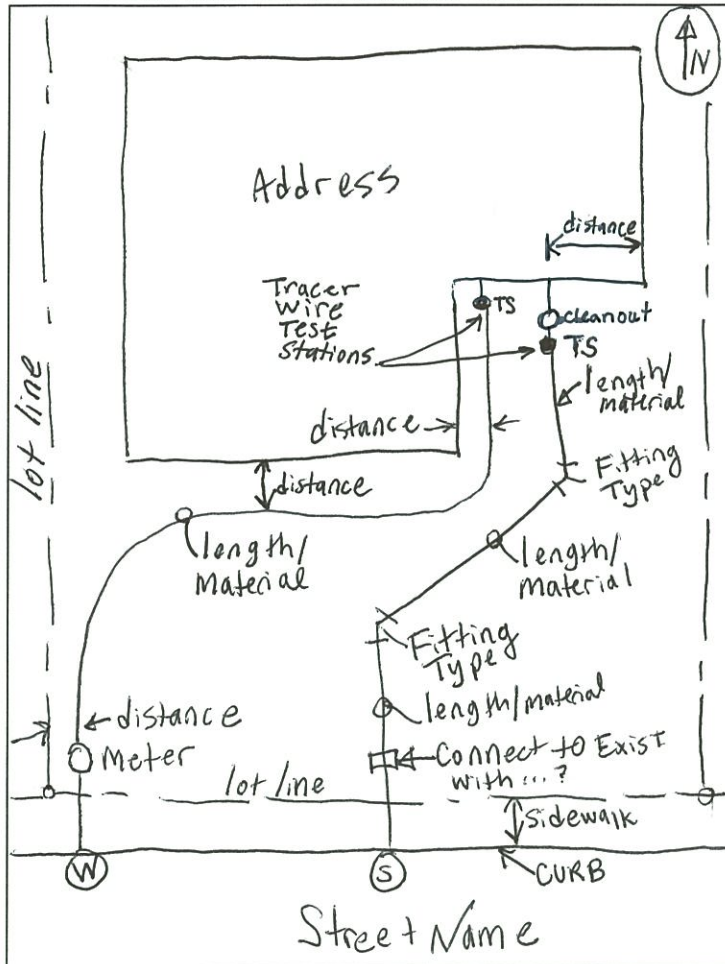 N
Address
distance
Tracer
Wire
Test
Stations
TS
cleanout
TS
length/
material
lot line
distance
Fitting
Type
distance
length/
material
length/
material
Fitting
Type
distance
length/material
Meter
Connect to Exist
with...?
lot line
Sidewalk
W
S
CURB
Street Name